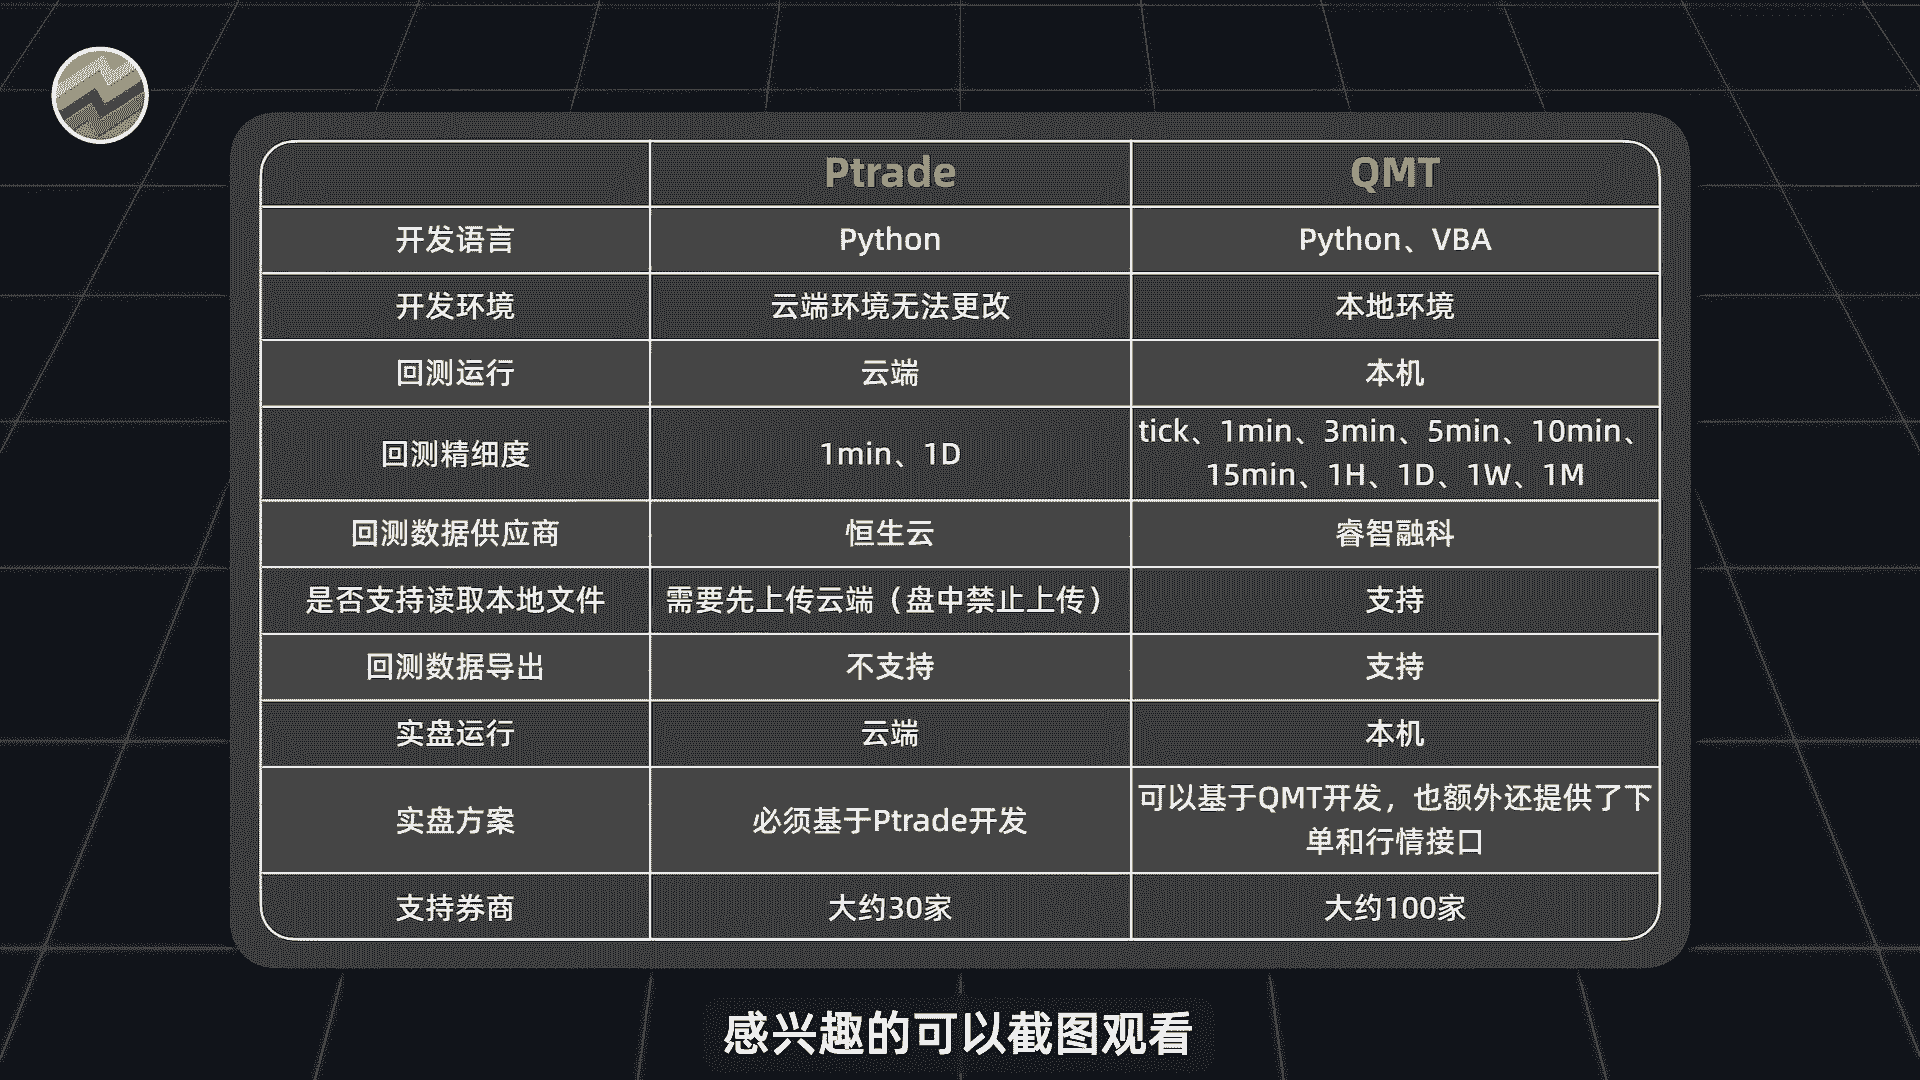 Ptrade QMT
开发语言 Python Python、VBA
开发环境 云端环境无法更改 本地环境
回测运行 云端 本机
回测精细度 1min、1D tick、1min、3min、5min、10min、
15min、1H、1D、1W、1M
回测数据供应商 恒生云 睿智融科
是否支持读取本地文件 需要先上传云端（盘中禁止上传） 支持
回测数据导出 不支持 支持
实盘运行 云端 本机
实盘方案 必须基于Ptrade开发 可以基于QMT开发，也额外还提供了下
单和行情接口
支持券商 大约30家 大约100家
感兴趣的可以截图观看